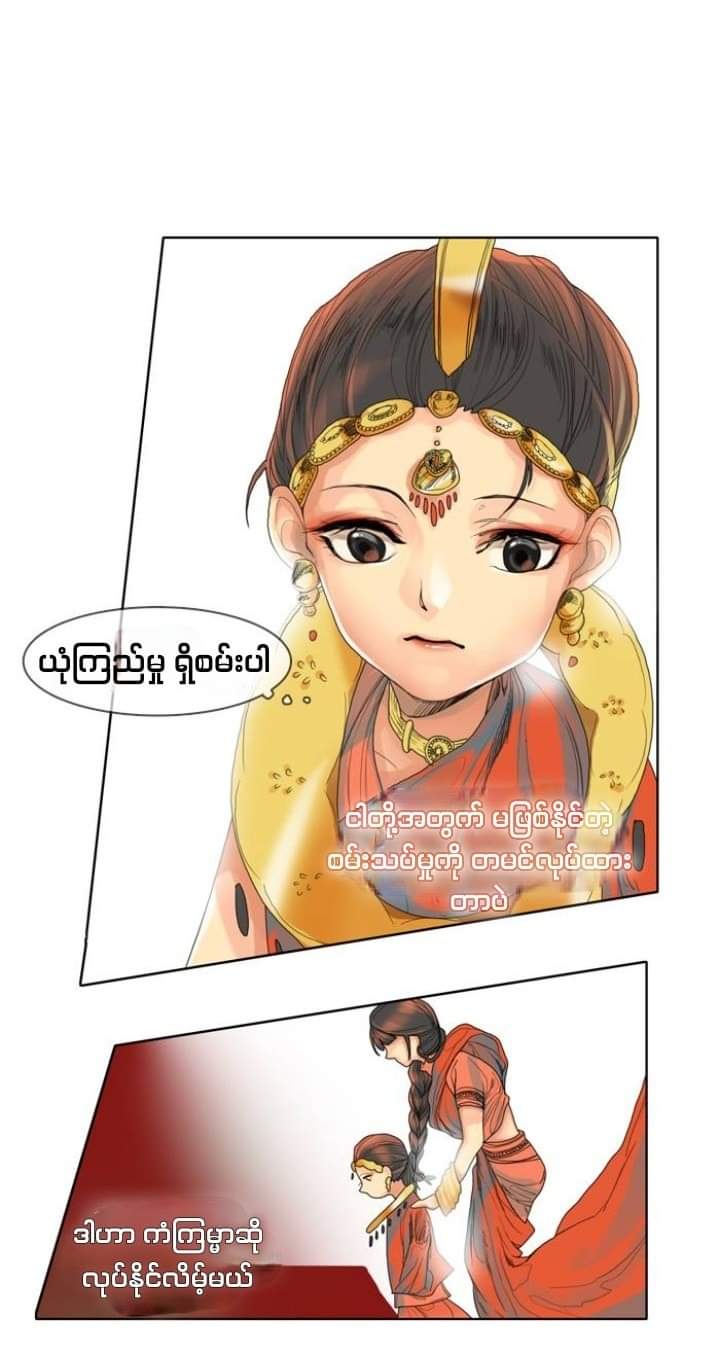 ယုံကြည်မှု ရှိစမ်းပါ
ငါတို့အတွက် မဖြစ်နိုင်တဲ့
စမ်းသပ်မှုကို တမင်လုပ်ထား
တာပဲ
ဒါဟာ ကံကြမ္မာဆို
လုပ်နိုင်လိမ့်မယ်